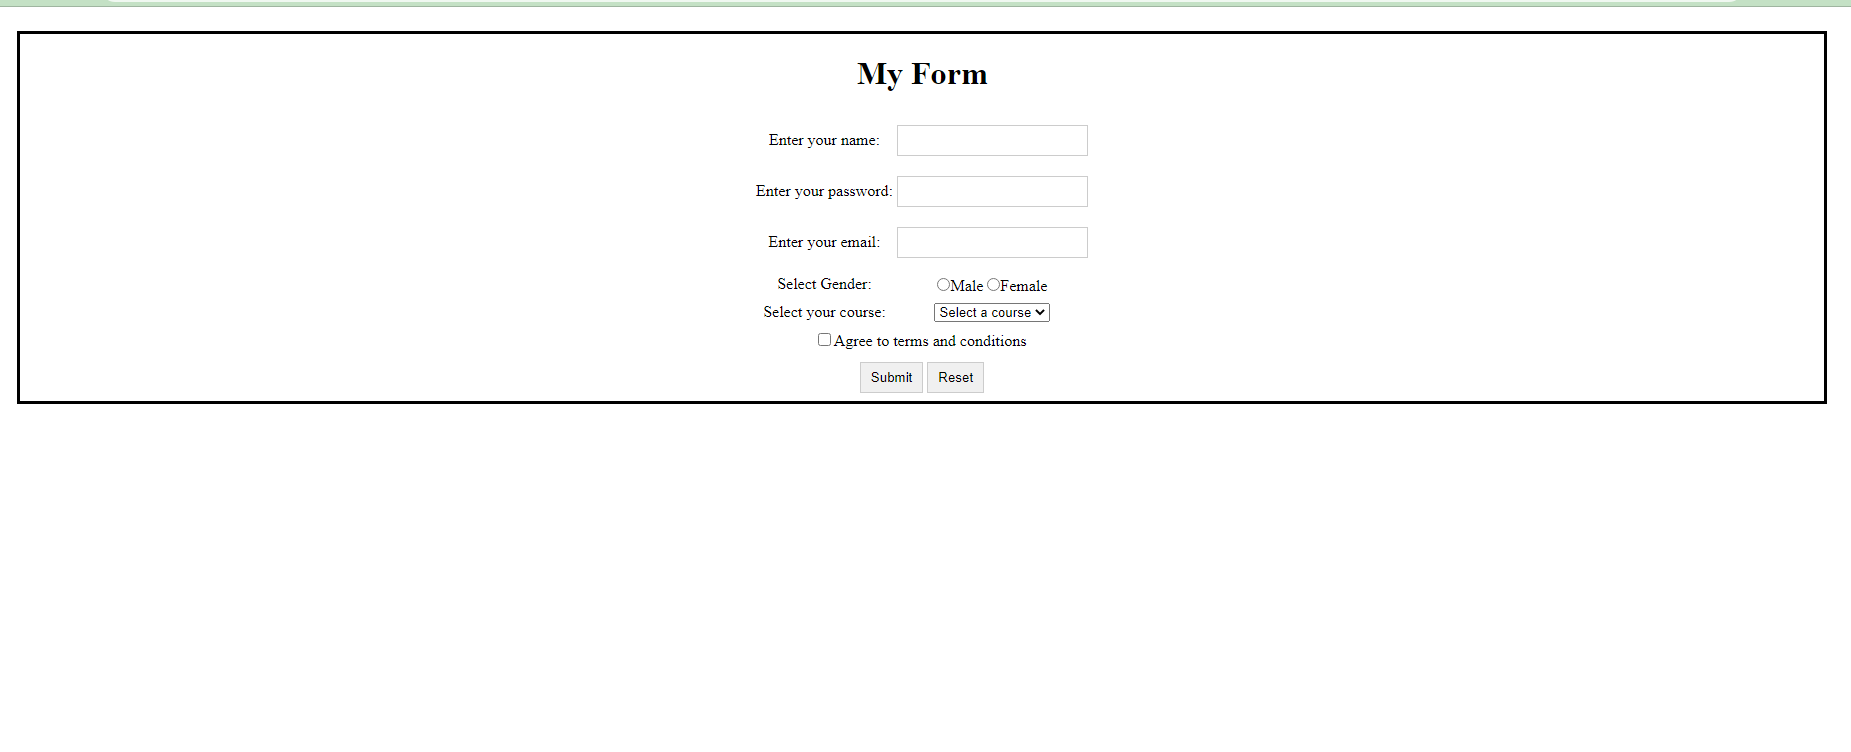 My Form
Enter your name:
Enter your password:
Enter your email:
Select Gender: Male Female
Select your course: Select a course
Agree to terms and conditions
Submit Reset